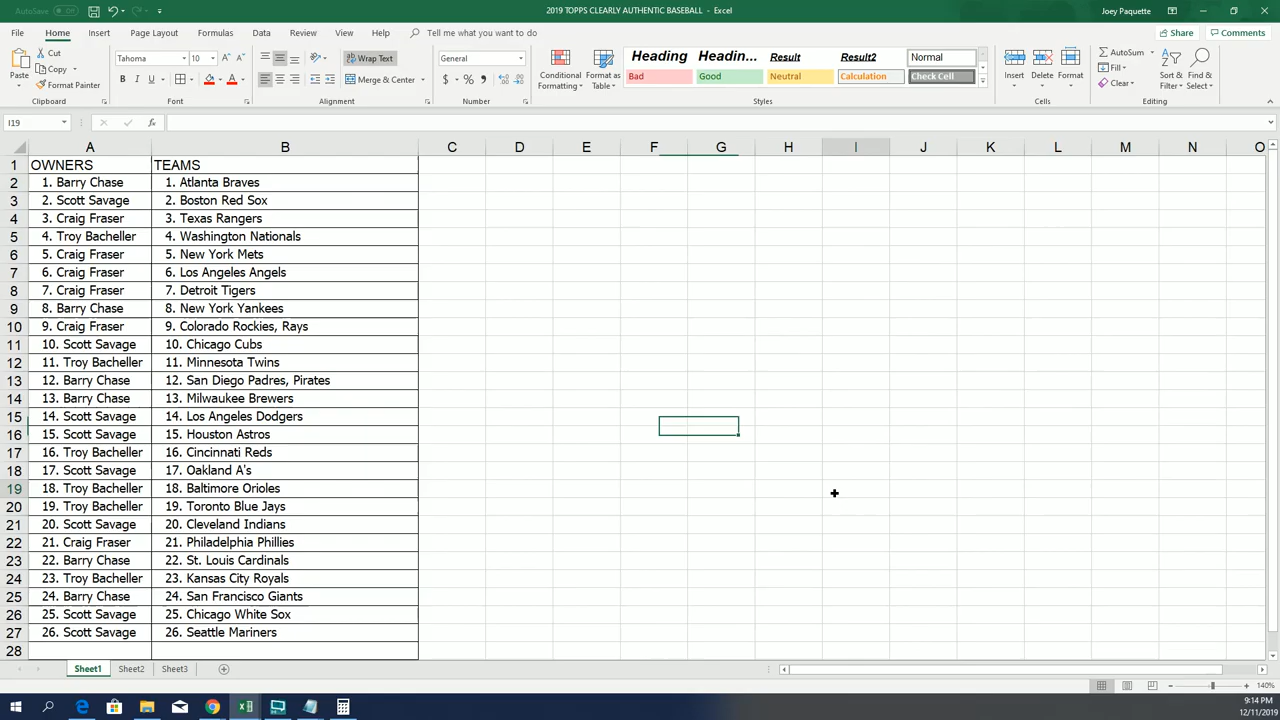 AutoSave Off
2019 TOPPS CLEARLY AUTHENTIC BASEBALL - Excel
Joey Paquette
File Home Insert Page Layout Formulas Data Review View Help Tell me what you want to do
Share Comments
Paste
Cut
Copy
Format Painter
Clipboard
Tahoma 10
B I U
Font
Wrap Text
Merge & Center
Alignment
General
$ % ,
Number
Conditional Formatting
Format as Table
Heading Headin... Result Result2 Normal
Bad Good Neutral Calculation Check Cell
Styles
Insert Delete Format
Cells
AutoSum
Fill
Clear
Sort & Filter
Find & Select
Editing
I19
fx
A B C D E F G H I J K L M N O
1 OWNERS TEAMS
2 1. Barry Chase 1. Atlanta Braves
3 2. Scott Savage 2. Boston Red Sox
4 3. Craig Fraser 3. Texas Rangers
5 4. Troy Bacheller 4. Washington Nationals
6 5. Craig Fraser 5. New York Mets
7 6. Craig Fraser 6. Los Angeles Angels
8 7. Craig Fraser 7. Detroit Tigers
9 8. Barry Chase 8. New York Yankees
10 9. Craig Fraser 9. Colorado Rockies, Rays
11 10. Scott Savage 10. Chicago Cubs
12 11. Troy Bacheller 11. Minnesota Twins
13 12. Barry Chase 12. San Diego Padres, Pirates
14 13. Barry Chase 13. Milwaukee Brewers
15 14. Scott Savage 14. Los Angeles Dodgers
16 15. Scott Savage 15. Houston Astros
17 16. Troy Bacheller 16. Cincinnati Reds
18 17. Scott Savage 17. Oakland A's
19 18. Troy Bacheller 18. Baltimore Orioles
20 19. Troy Bacheller 19. Toronto Blue Jays
21 20. Scott Savage 20. Cleveland Indians
22 21. Craig Fraser 21. Philadelphia Phillies
23 22. Barry Chase 22. St. Louis Cardinals
24 23. Troy Bacheller 23. Kansas City Royals
25 24. Barry Chase 24. San Francisco Giants
26 25. Scott Savage 25. Chicago White Sox
27 26. Scott Savage 26. Seattle Mariners
28
Sheet1 Sheet2 Sheet3
140%
9:14 PM
12/11/2019